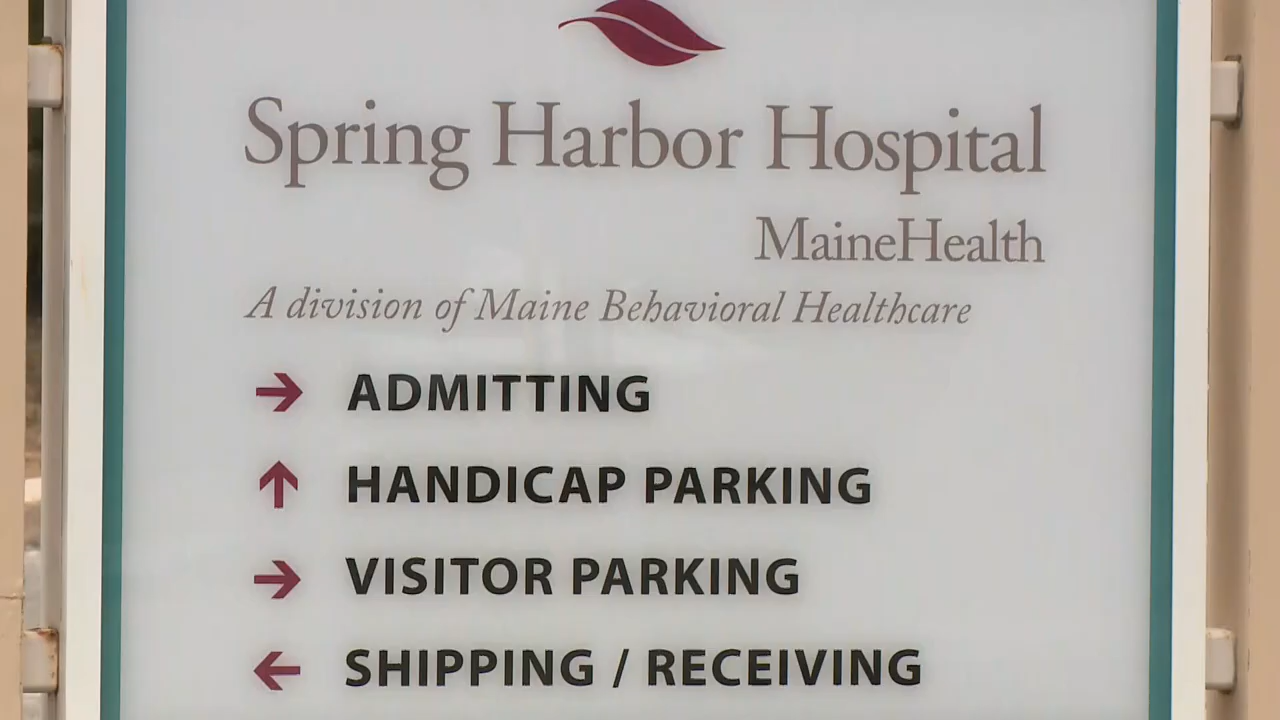 Spring Harbor Hospital
MaineHealth
A division of Maine Behavioral Healthcare
→ ADMITTING
↑ HANDICAP PARKING
→ VISITOR PARKING
← SHIPPING / RECEIVING